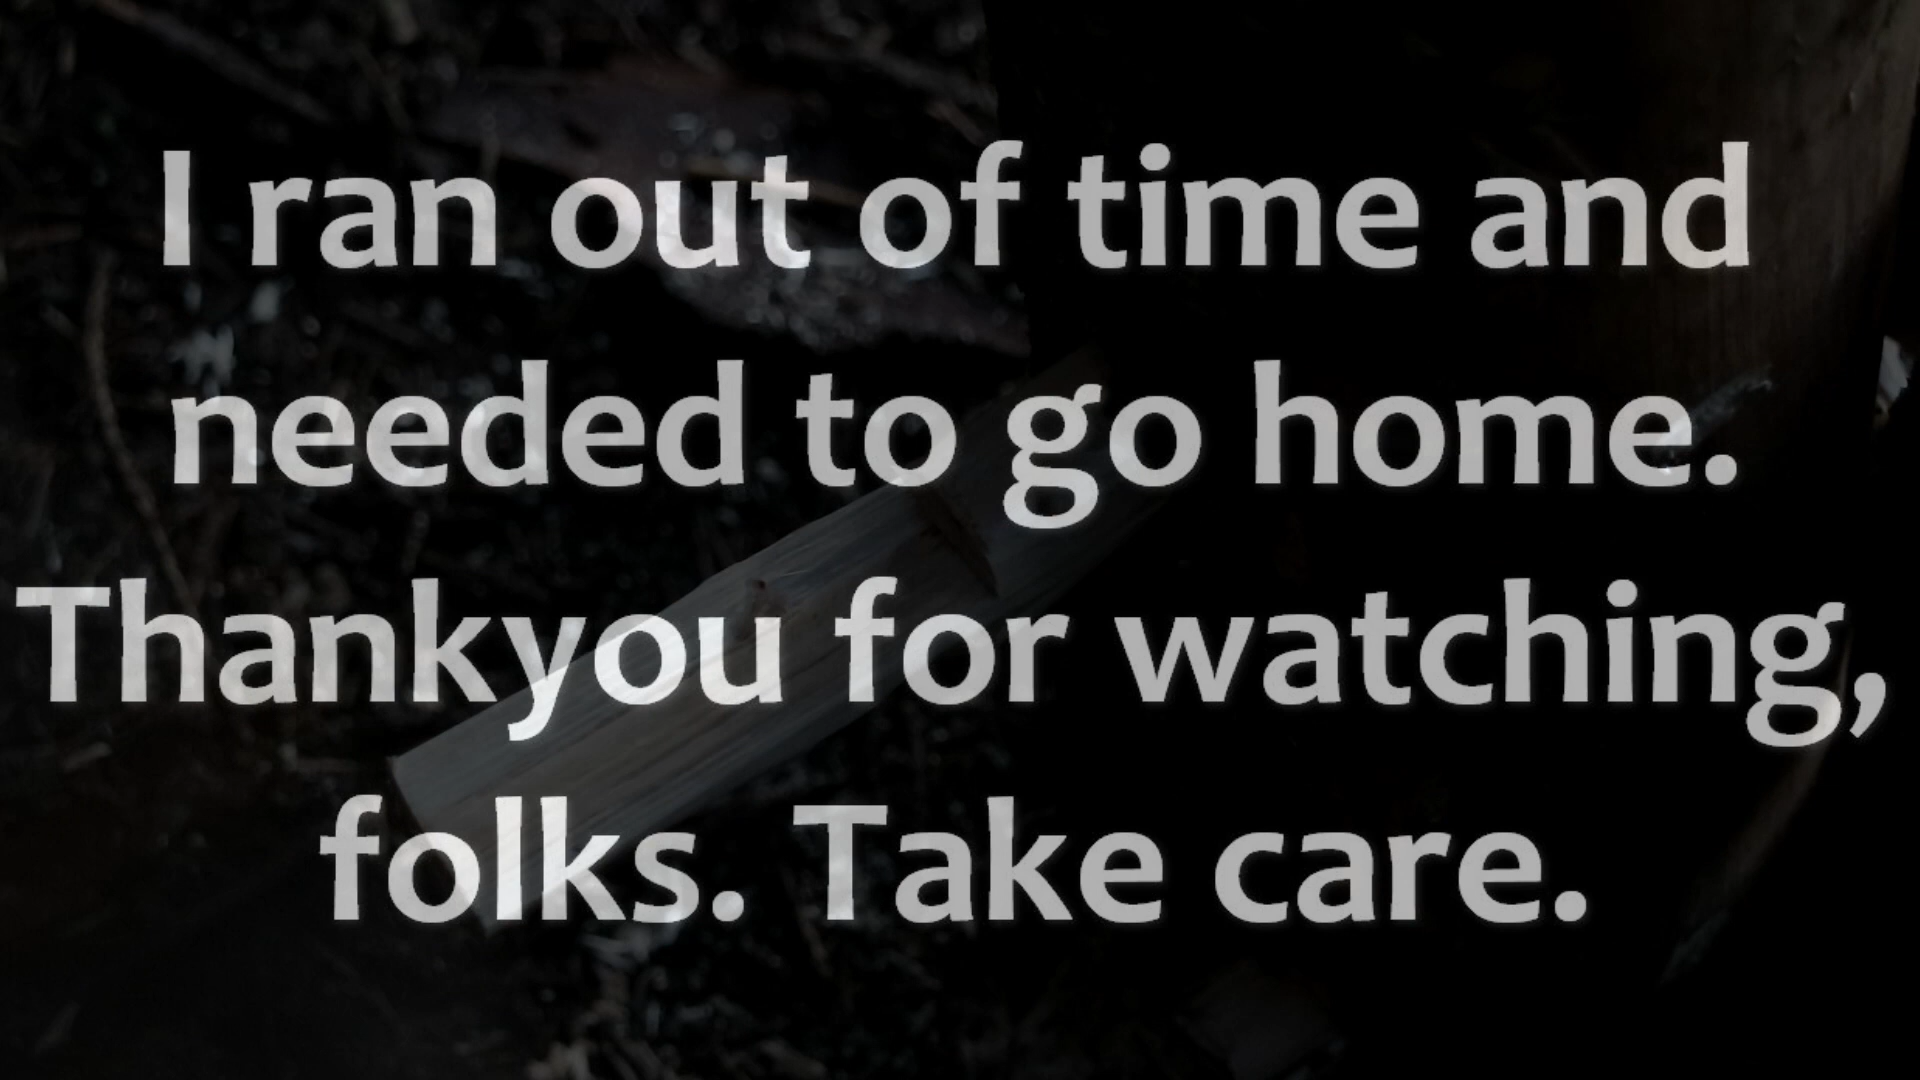 I ran out of time and
needed to go home.
Thankyou for watching,
folks. Take care.